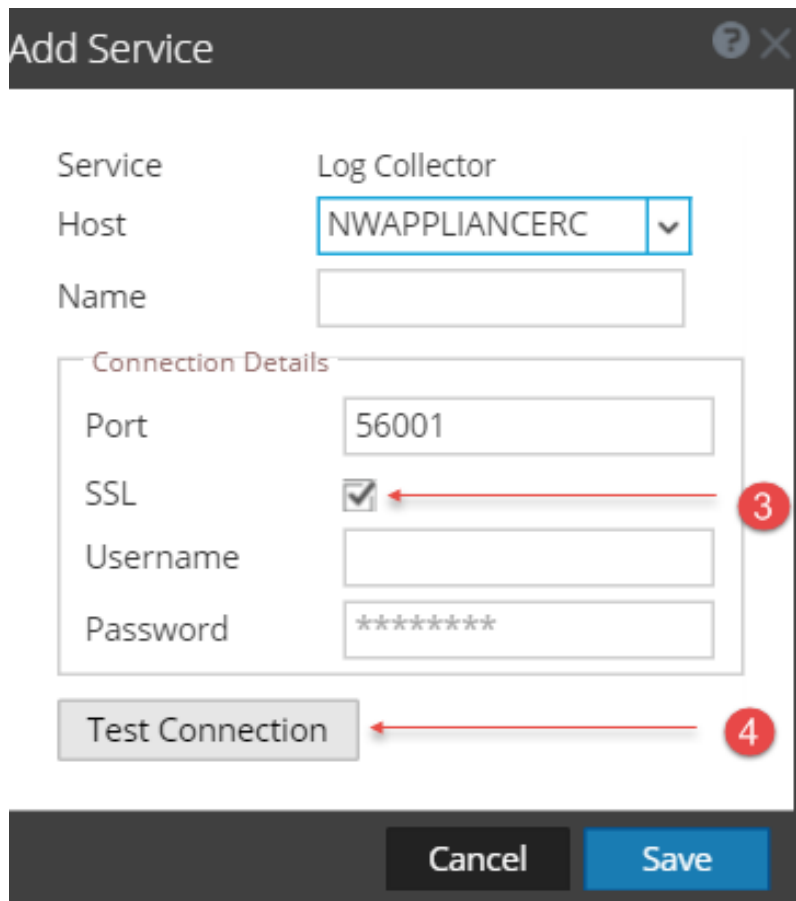 Add Service
Service Log Collector
Host NWAPPLIANCERC
Name
Connection Details
Port 56001
SSL
3
Username
Password ********
Test Connection
4
Cancel Save